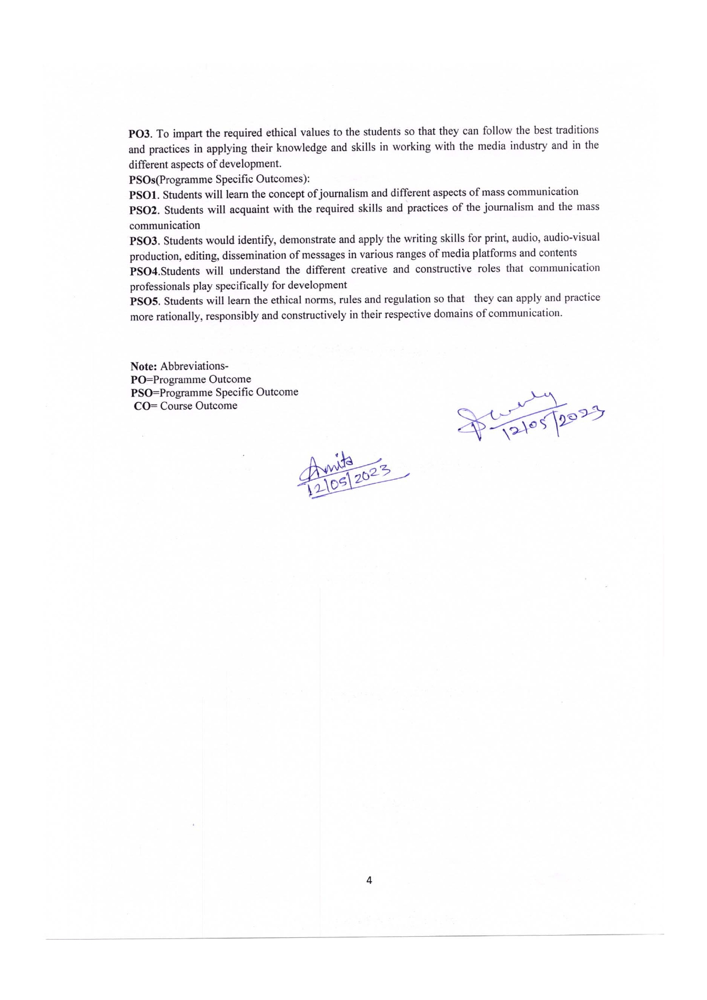 PO3. To impart the required ethical values to the students so that they can follow the best traditions
and practices in applying their knowledge and skills in working with the media industry and in the
different aspects of development.
PSOs(Programme Specific Outcomes):
PSO1. Students will learn the concept of journalism and different aspects of mass communication
PSO2. Students will acquaint with the required skills and practices of the journalism and the mass
communication
PSO3. Students would identify, demonstrate and apply the writing skills for print, audio, audio-visual
production, editing, dissemination of messages in various ranges of media platforms and contents
PSO4.Students will understand the different creative and constructive roles that communication
professionals play specifically for development
PSO5. Students will learn the ethical norms, rules and regulation so that they can apply and practice
more rationally, responsibly and constructively in their respective domains of communication.
Note: Abbreviations-
PO=Programme Outcome
PSO=Programme Specific Outcome
CO= Course Outcome
12/05/2023
Amita
12/05/2023
4